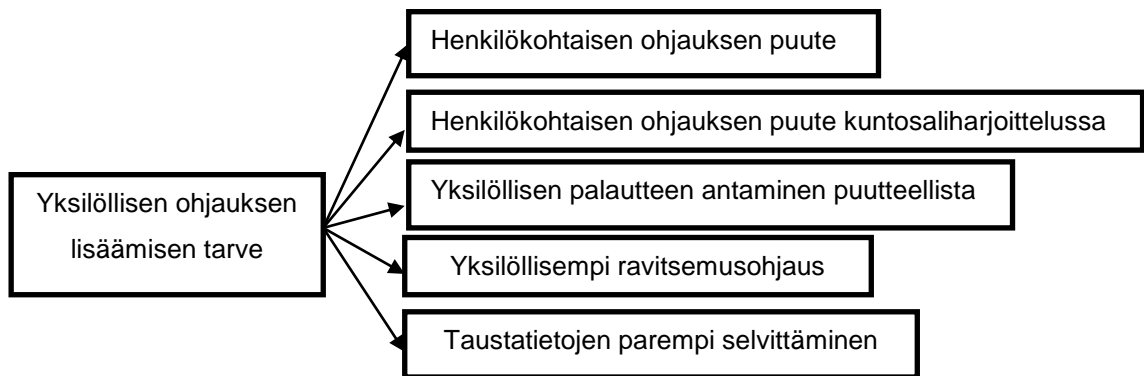 Henkilökohtaisen ohjauksen puute
Henkilökohtaisen ohjauksen puute kuntosaliharjoittelussa
Yksilöllisen ohjauksen
lisäämisen tarve
Yksilöllisen palautteen antaminen puutteellista
Yksilöllisempi ravitsemusohjaus
Taustatietojen parempi selvittäminen